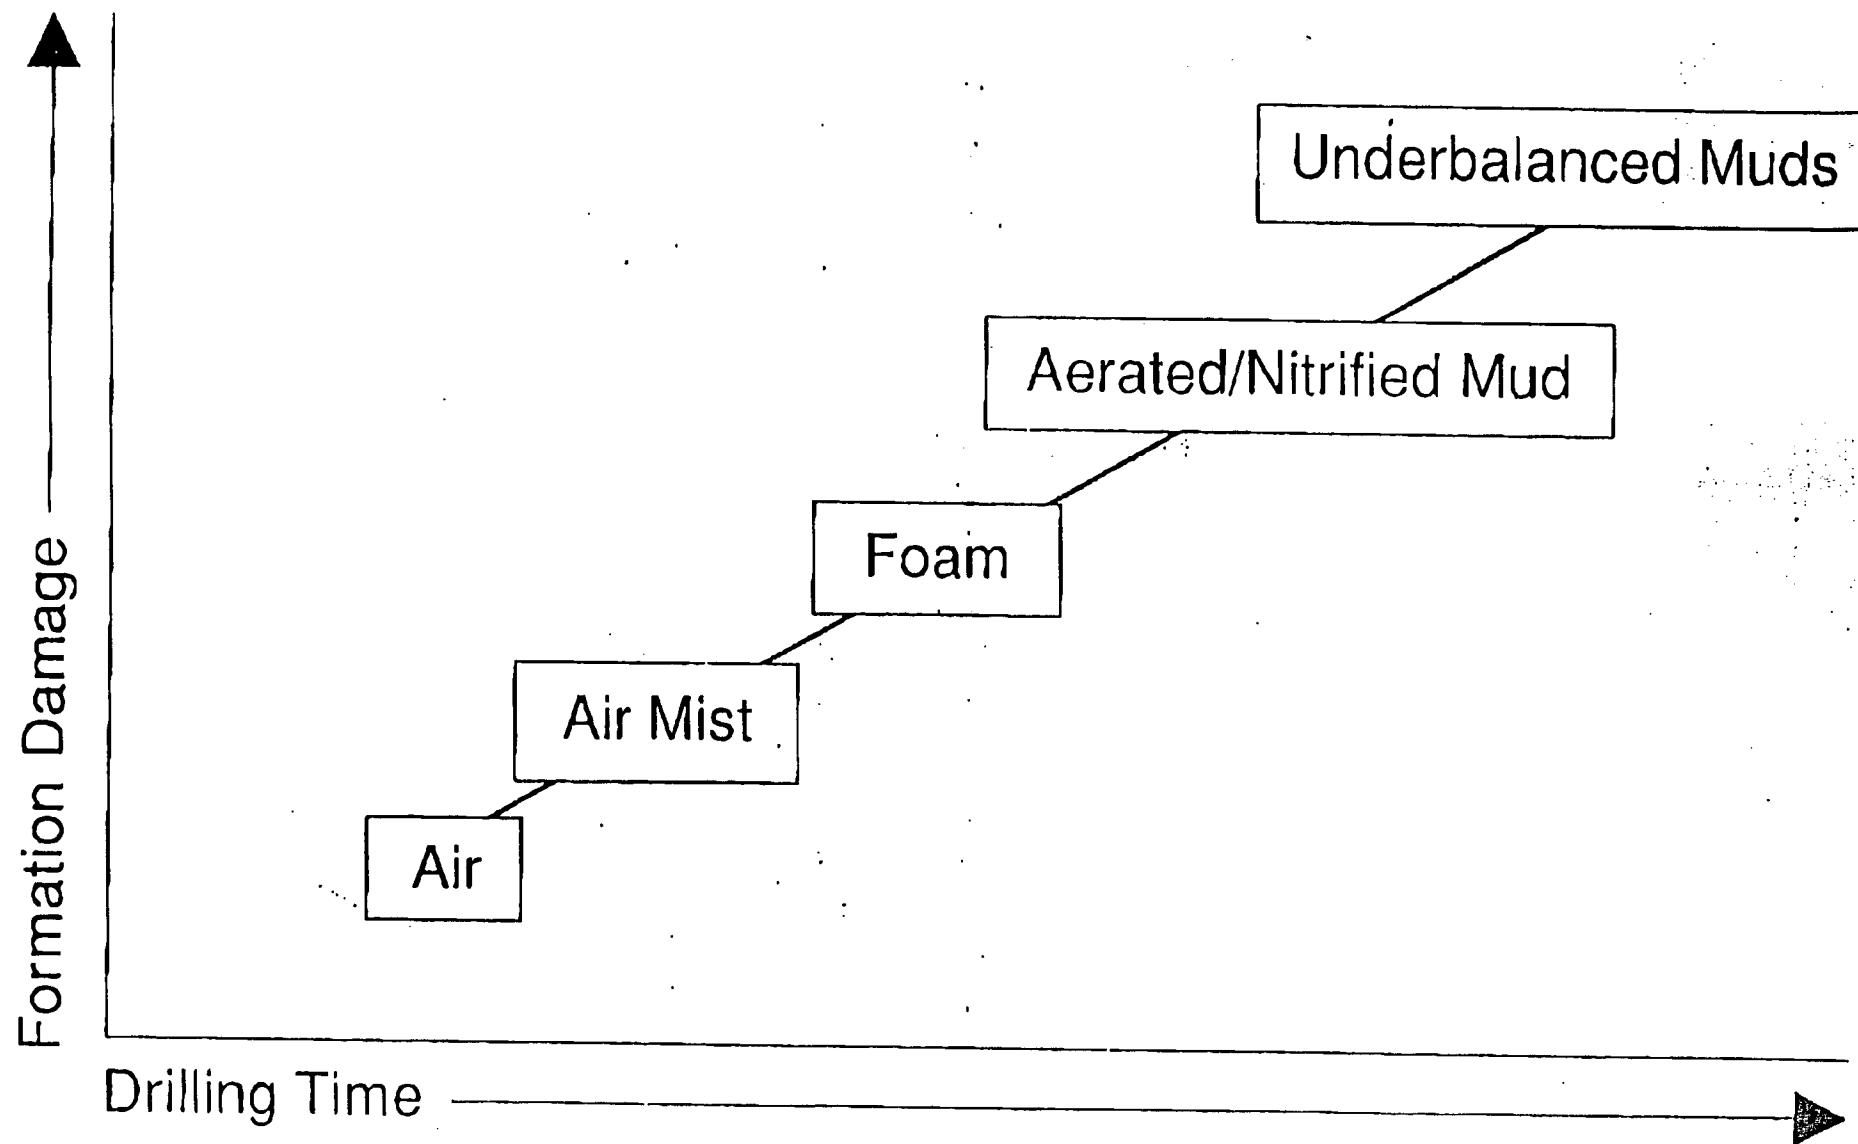 Underbalanced Muds
Aerated/Nitrified Mud
Foam
Air Mist
Air
Formation Damage
Drilling Time